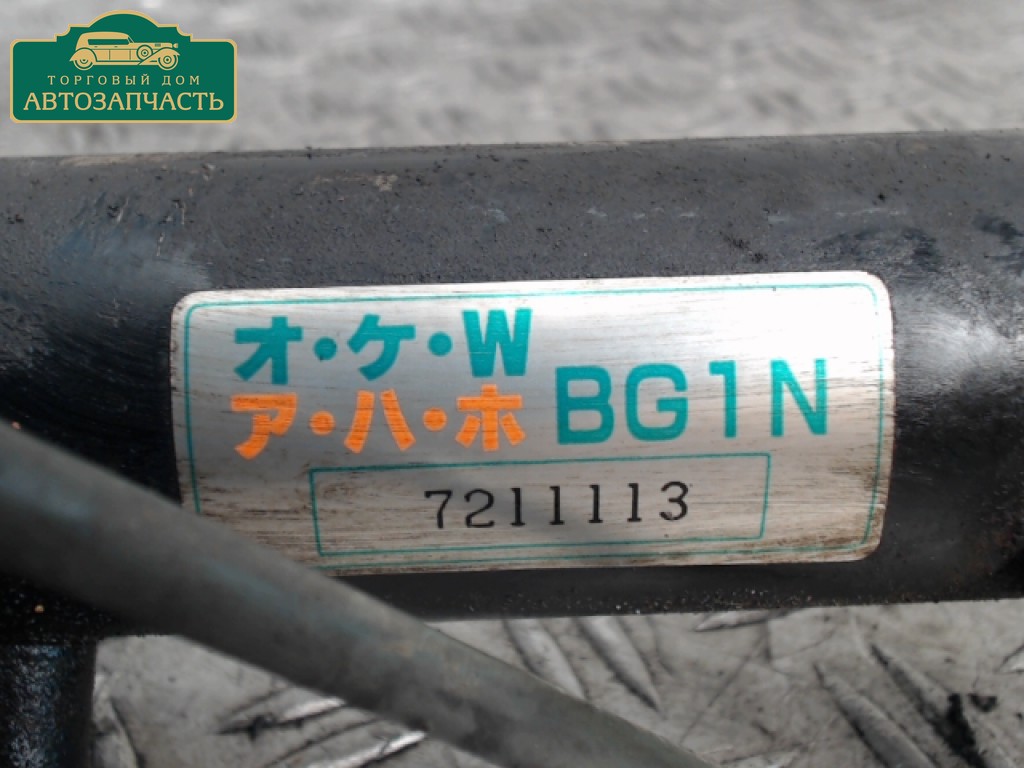 ТОРГОВЫЙ ДОМ
АВТОЗАПЧАСТЬ
オ・ケ・W
ア・ハ・ホ
BG1N
7211113